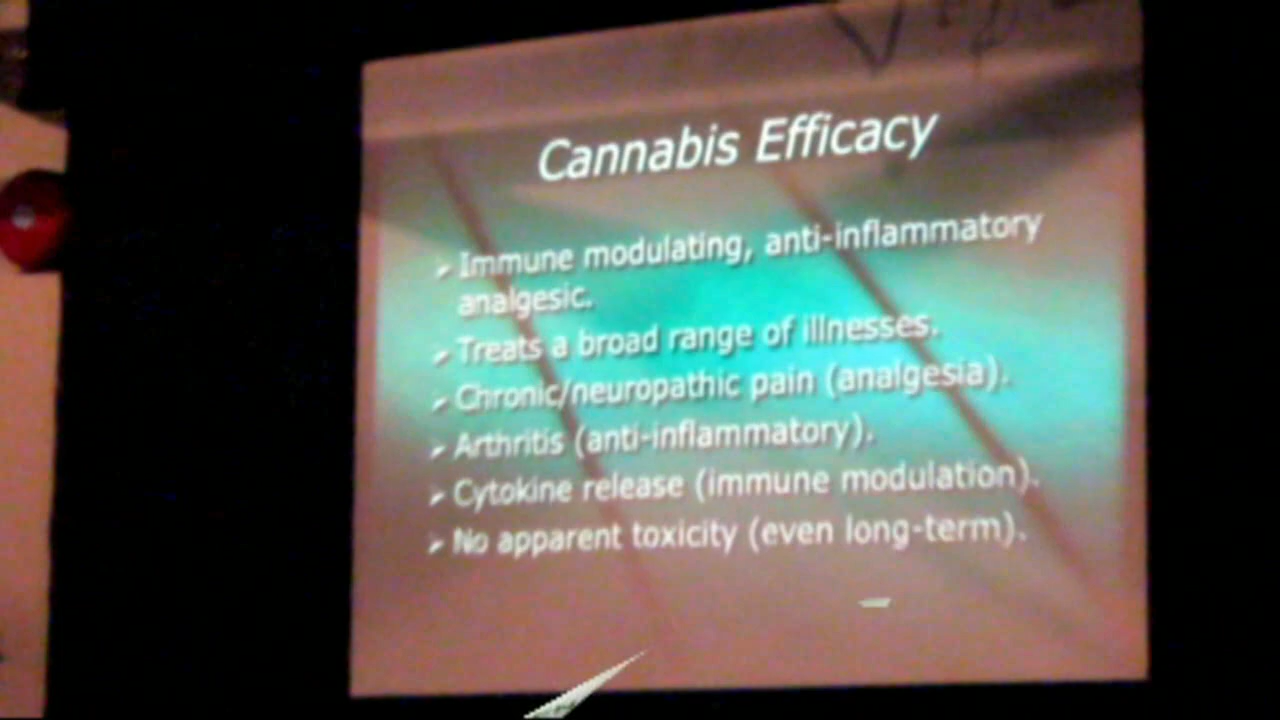 Cannabis Efficacy
➢ Immune modulating, anti-inflammatory
analgesic.
➢ Treats a broad range of illnesses.
➢ Chronic/neuropathic pain (analgesia).
➢ Arthritis (anti-inflammatory).
➢ Cytokine release (immune modulation).
➢ No apparent toxicity (even long-term).